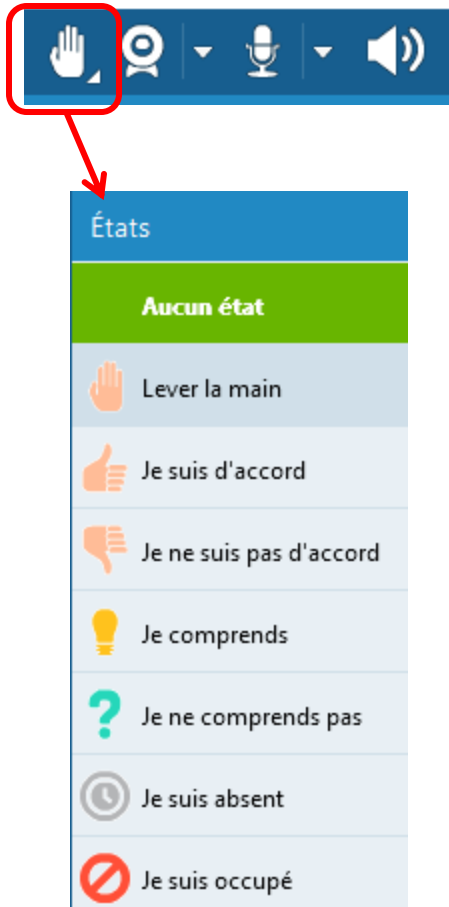 États
Aucun état
Lever la main
Je suis d'accord
Je ne suis pas d'accord
Je comprends
Je ne comprends pas
Je suis absent
Je suis occupé